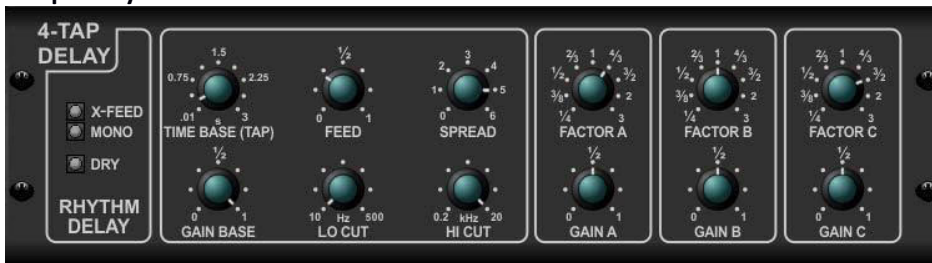 4-TAP
DELAY
X-FEED
MONO
DRY
RHYTHM
DELAY
.01 0.75 1.5 2.25 3
s
TIME BASE (TAP)
0 ½ 1
FEED
0 1 2 3 4 5 6
SPREAD
¼ ⅜ ½ ⅔ 1 4/3 3/2 2 3
FACTOR A
¼ ⅜ ½ ⅔ 1 4/3 3/2 2 3
FACTOR B
¼ ⅜ ½ ⅔ 1 4/3 3/2 2 3
FACTOR C
0 ½ 1
GAIN BASE
10 Hz 500
LO CUT
0.2 kHz 20
HI CUT
0 ½ 1
GAIN A
0 ½ 1
GAIN B
0 ½ 1
GAIN C